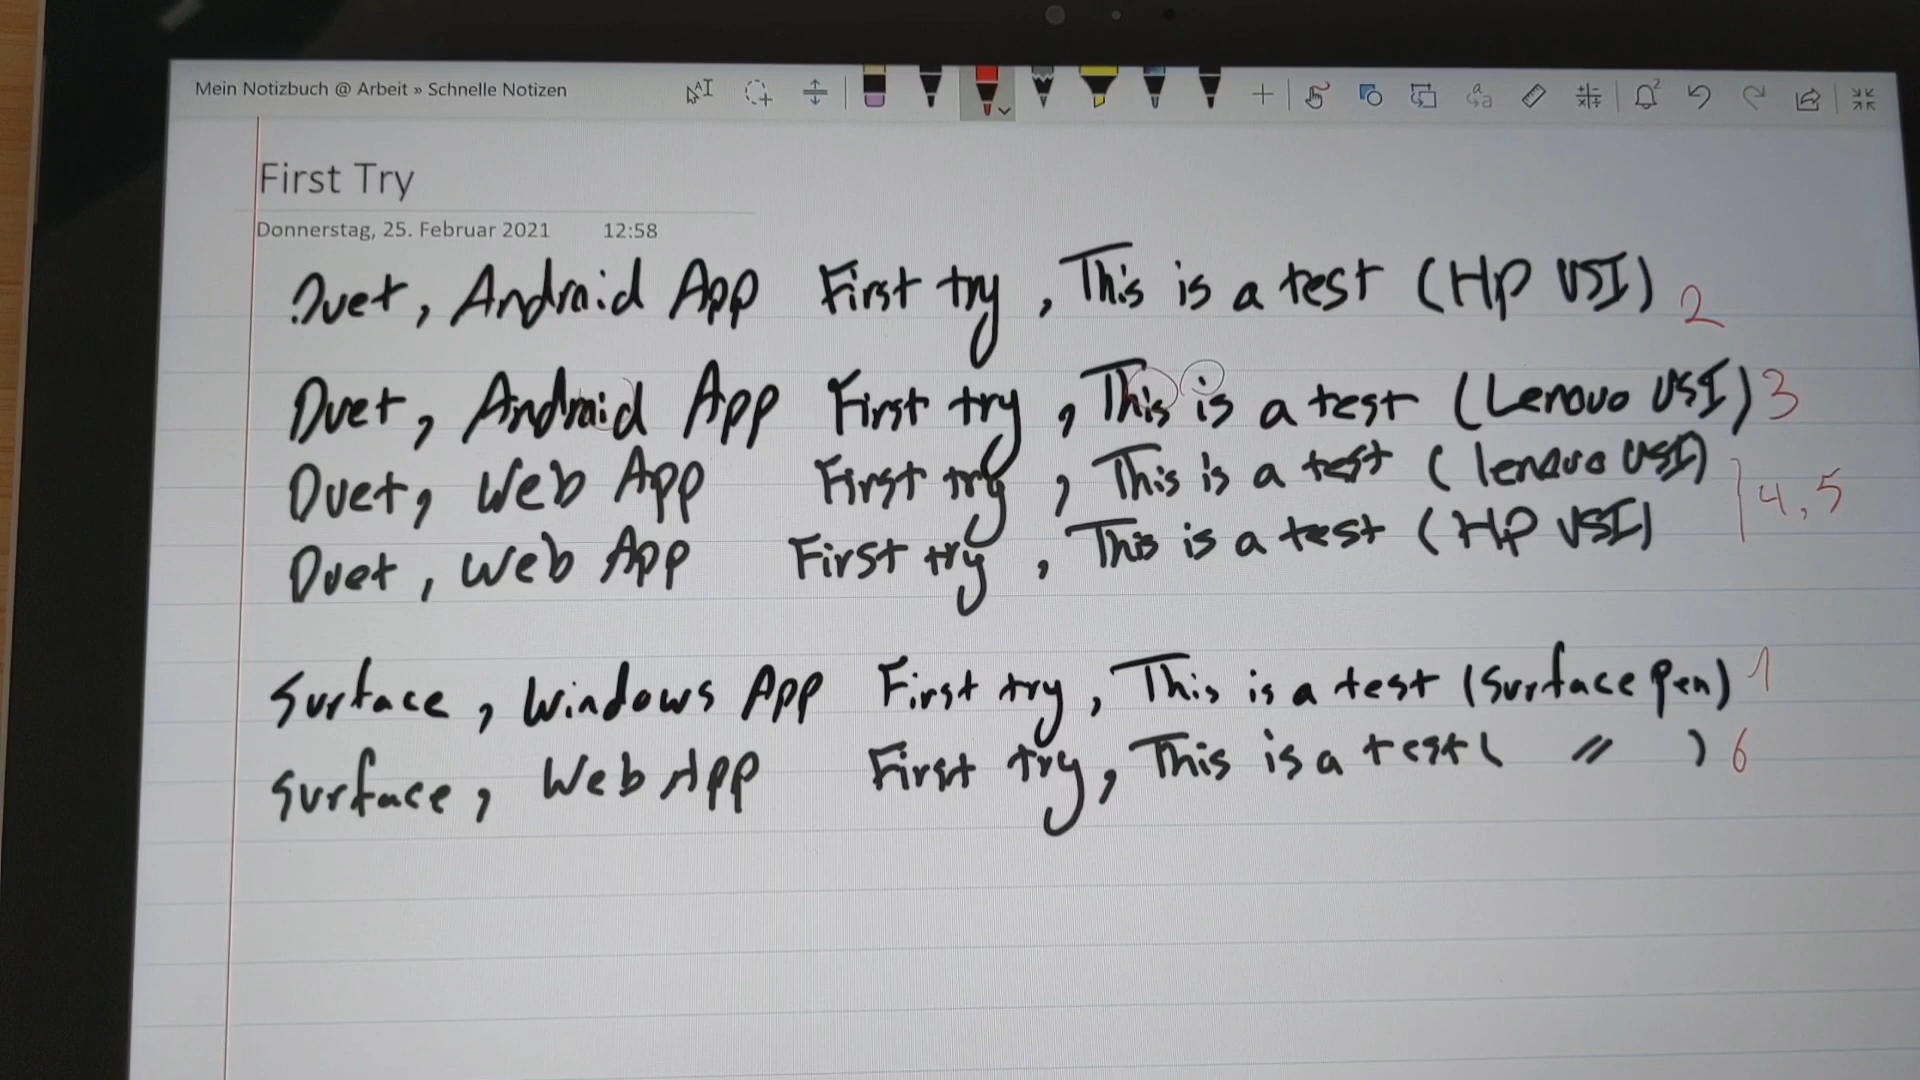 Mein Notizbuch @ Arbeit » Schnelle Notizen
First Try
Donnerstag, 25. Februar 2021 12:58
Duet, Android App First try, This is a test (HP USI) 2
Duet, Android App First try, This is a test (Lenovo USI) 3
Duet, Web App First try, This is a test (lenovo USI)
4, 5
Duet, Web App First try, This is a test (HP USI)
Surface, Windows App First try, This is a test (Surface Pen) 1
Surface, Web App First try, This is a test ( " ) 6